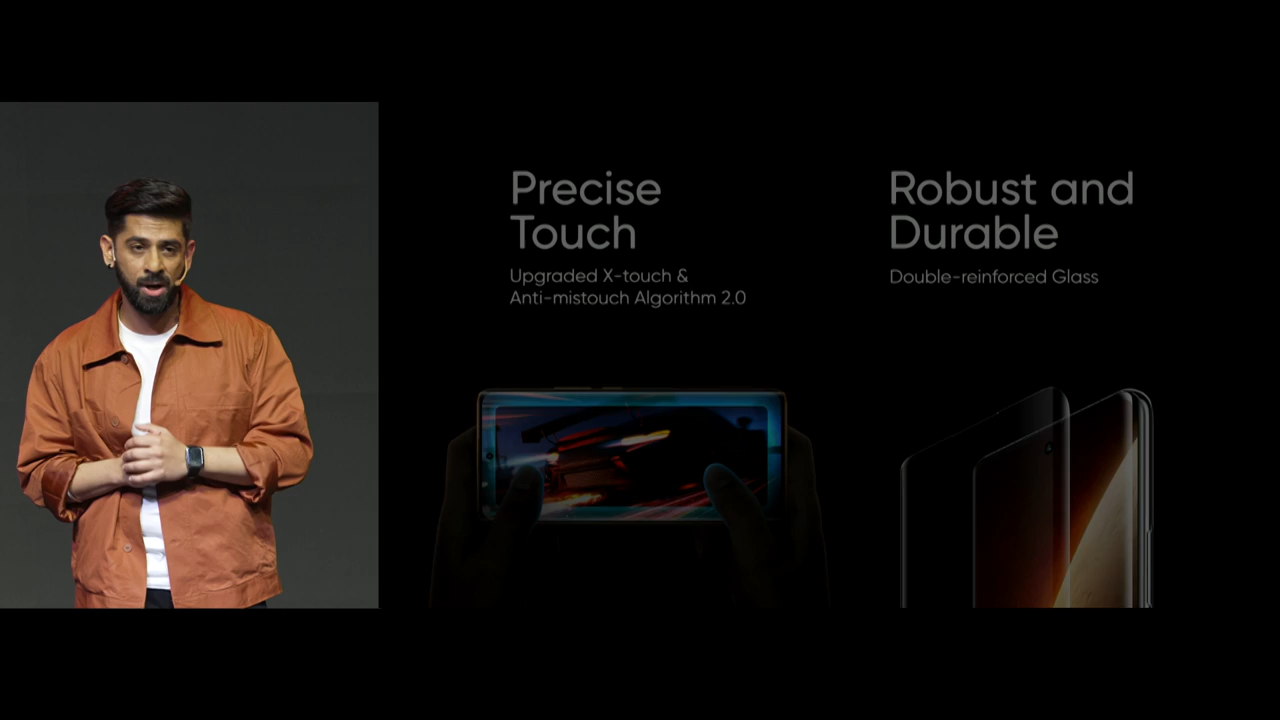 Precise
Touch
Upgraded X-touch &
Anti-mistouch Algorithm 2.0
Robust and
Durable
Double-reinforced Glass